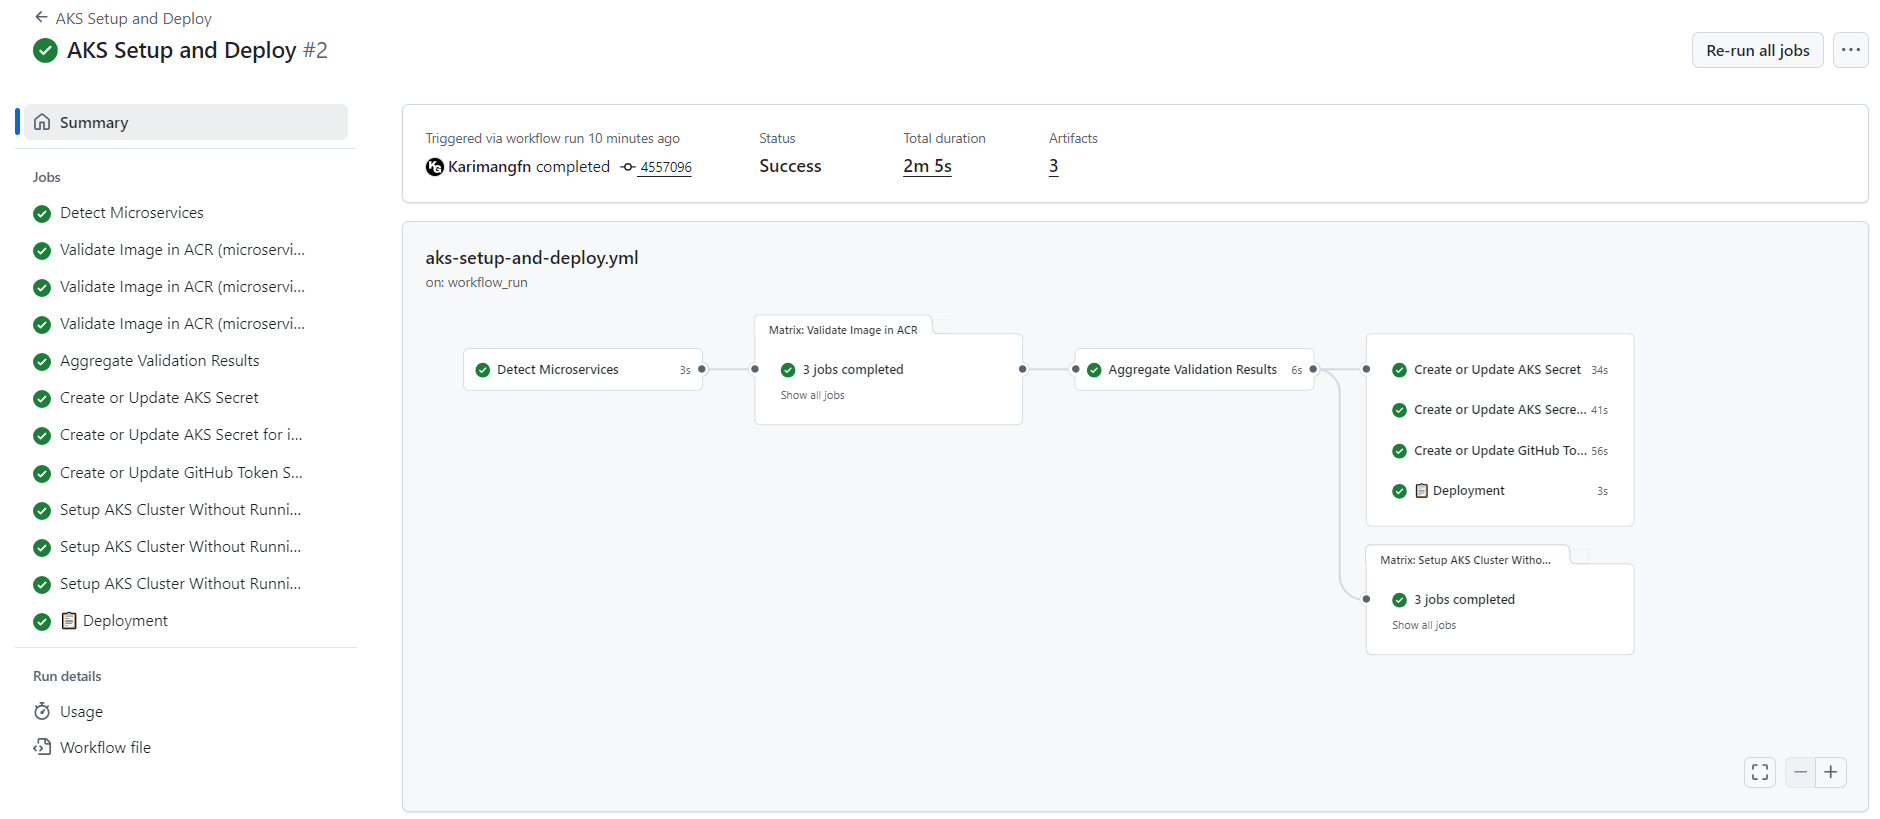 AKS Setup and Deploy
AKS Setup and Deploy #2
Re-run all jobs
Summary
Jobs
Detect Microservices
Validate Image in ACR (microservi...
Validate Image in ACR (microservi...
Validate Image in ACR (microservi...
Aggregate Validation Results
Create or Update AKS Secret
Create or Update AKS Secret for i...
Create or Update GitHub Token S...
Setup AKS Cluster Without Runni...
Setup AKS Cluster Without Runni...
Setup AKS Cluster Without Runni...
Deployment
Run details
Usage
Workflow file
Triggered via workflow run 10 minutes ago
KG Karimangfn completed 4557096
Status
Success
Total duration
2m 5s
Artifacts
3
aks-setup-and-deploy.yml
on: workflow_run
Detect Microservices 3s
Matrix: Validate Image in ACR
3 jobs completed
Show all jobs
Aggregate Validation Results 6s
Create or Update AKS Secret 34s
Create or Update AKS Secre... 41s
Create or Update GitHub To... 56s
Deployment 3s
Matrix: Setup AKS Cluster Witho...
3 jobs completed
Show all jobs